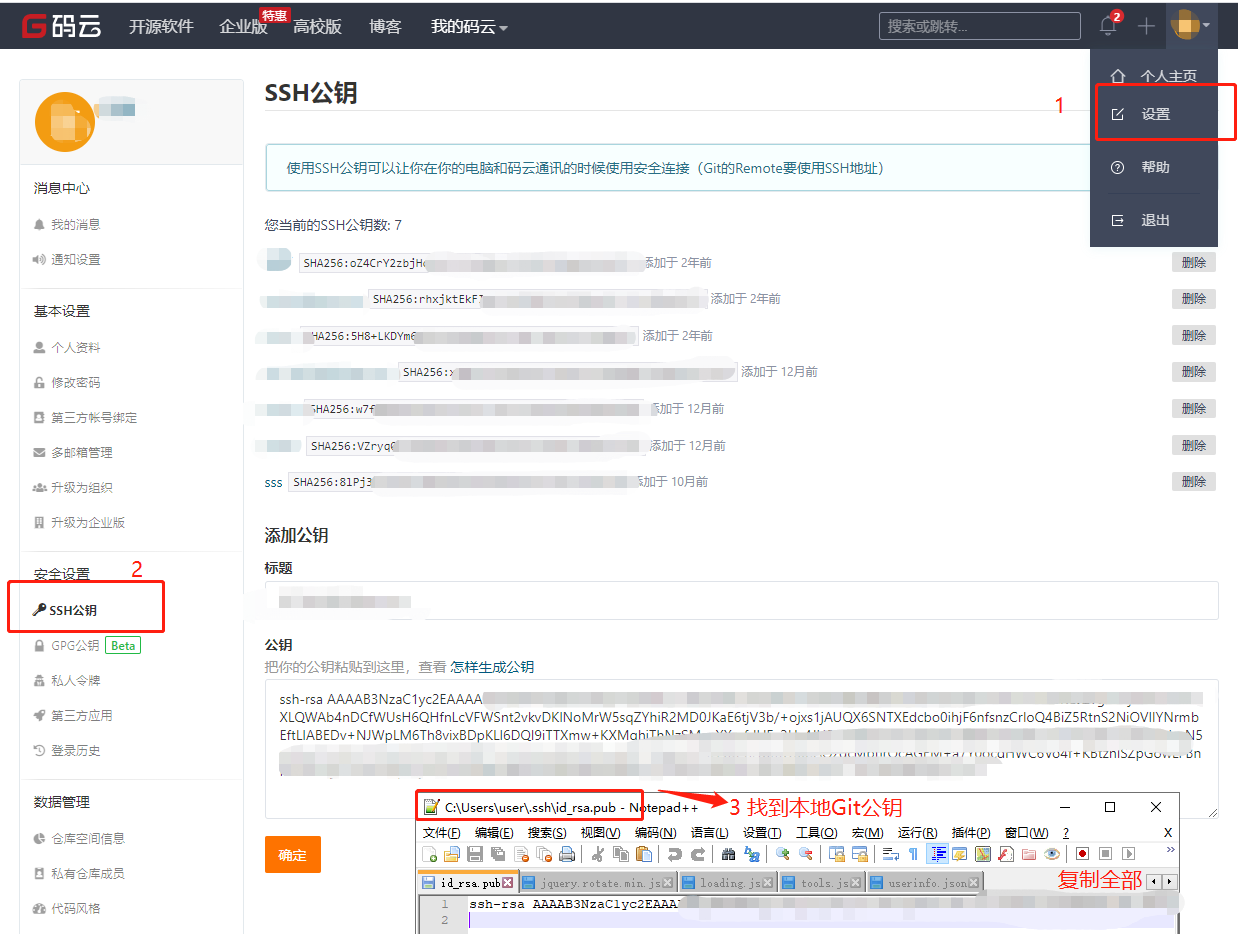 G 码云 开源软件 企业版 特惠 高校版 博客 我的码云 搜索或跳转... 2
个人主页
1
设置
帮助
退出
消息中心
我的消息
通知设置
基本设置
个人资料
修改密码
第三方帐号绑定
多邮箱管理
升级为组织
升级为企业版
安全设置
2
SSH公钥
GPG公钥 Beta
私人令牌
第三方应用
登录历史
数据管理
仓库空间信息
私有仓库成员
代码风格
SSH公钥
使用SSH公钥可以让你在你的电脑和码云通讯的时候使用安全连接（Git的Remote要使用SSH地址）
您当前的SSH公钥数: 7
SHA256:oZ4CrY2zbjH 添加于 2年前 删除
SHA256:rhxjktEkF 添加于 2年前 删除
HA256:5H8+LKDYm6 添加于 2年前 删除
SHA256: 添加于 12月前 删除
SHA256:w7f 添加于 12月前 删除
SHA256:VZryq 添加于 12月前 删除
sss SHA256:81Pj3 添加于 10月前 删除
添加公钥
标题
公钥
把你的公钥粘贴到这里，查看 怎样生成公钥
ssh-rsa AAAAB3NzaC1yc2EAAAA
确定
C:\Users\user\.ssh\id_rsa.pub - Notepad++
3 找到本地Git公钥
文件(F) 编辑(E) 搜索(S) 视图(V) 编码(N) 语言(L) 设置(T) 工具(O) 宏(M) 运行(R) 插件(P) 窗口(W) ? X
id_rsa.pub jquery.rotate.min.js loading.js tools.js userinfo.json
复制全部
1 ssh-rsa AAAAB3NzaC1yc2EAAA
2